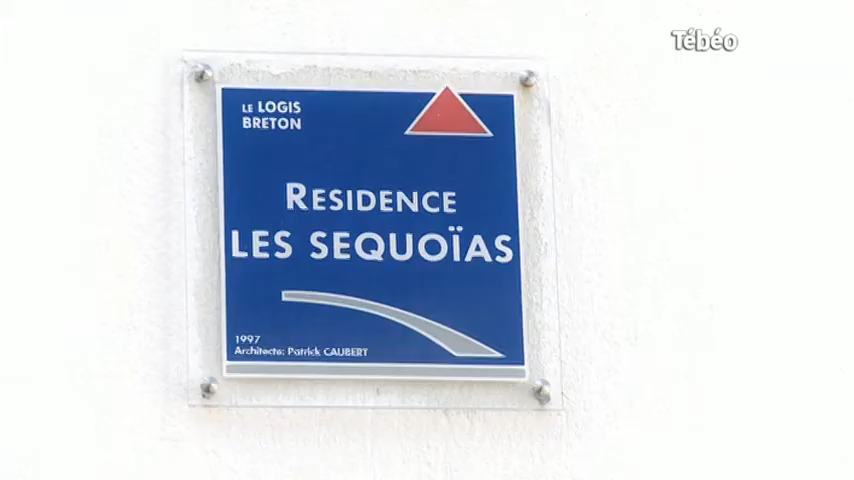 Tébéo
LE LOGIS
BRETON
RESIDENCE
LES SEQUOÏAS
1997
Architecte: Patrick CAUBERT